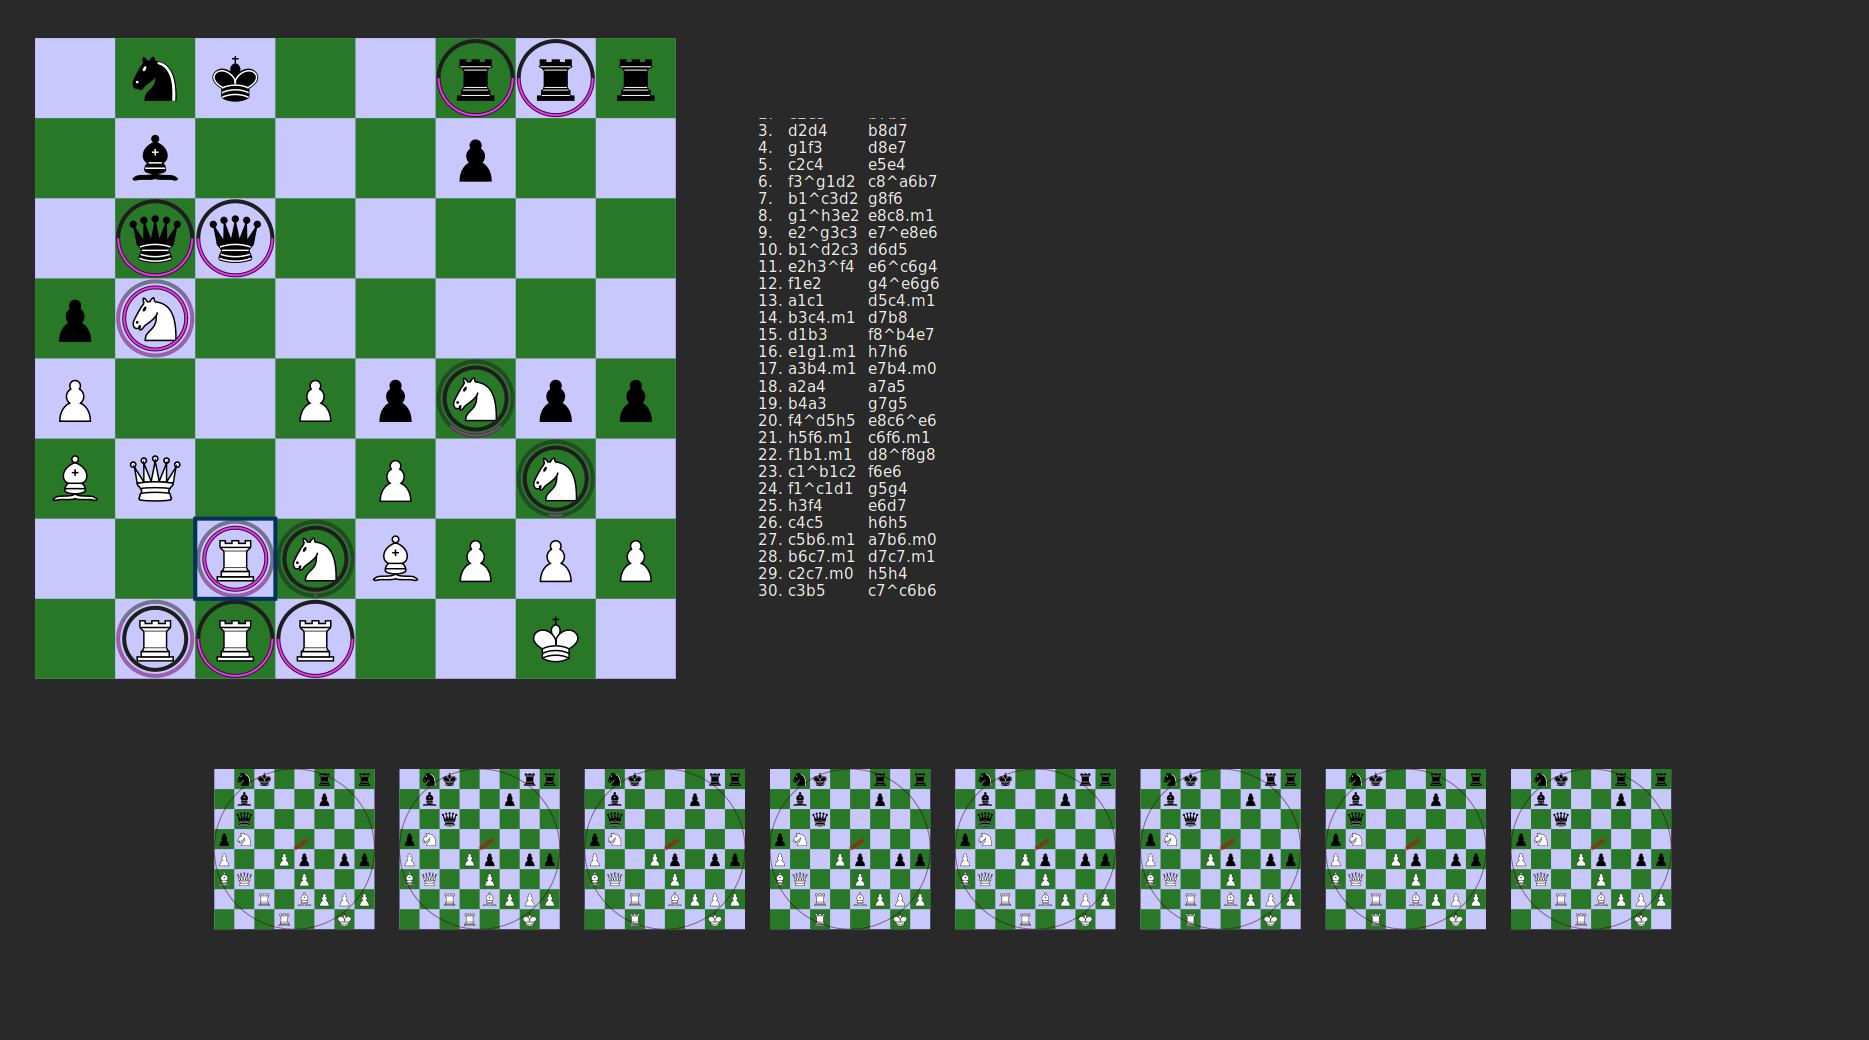 3. d2d4 b8d7
4. g1f3 d8e7
5. c2c4 e5e4
6. f3^g1d2 c8^a6b7
7. b1^c3d2 g8f6
8. g1^h3e2 e8c8.m1
9. e2^g3c3 e7^e8e6
10. b1^d2c3 d6d5
11. e2h3^f4 e6^c6g4
12. f1e2 g4^e6g6
13. a1c1 d5c4.m1
14. b3c4.m1 d7b8
15. d1b3 f8^b4e7
16. e1g1.m1 h7h6
17. a3b4.m1 e7b4.m0
18. a2a4 a7a5
19. b4a3 g7g5
20. f4^d5h5 e8c6^e6
21. h5f6.m1 c6f6.m1
22. f1b1.m1 d8^f8g8
23. c1^b1c2 f6e6
24. f1^c1d1 g5g4
25. h3f4 e6d7
26. c4c5 h6h5
27. c5b6.m1 a7b6.m0
28. b6c7.m1 d7c7.m1
29. c2c7.m0 h5h4
30. c3b5 c7^c6b6